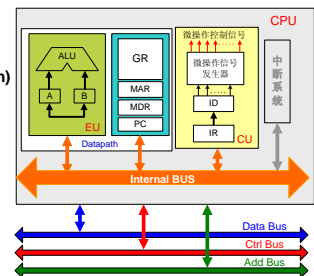 CPU
微操作控制信号
......
ALU
GR
微操作信号
发生器
中
断
系
统
n)
MAR
A
B
MDR
ID
PC
IR
EU
CU
Datapath
Internal BUS
Data Bus
Ctrl Bus
Add Bus